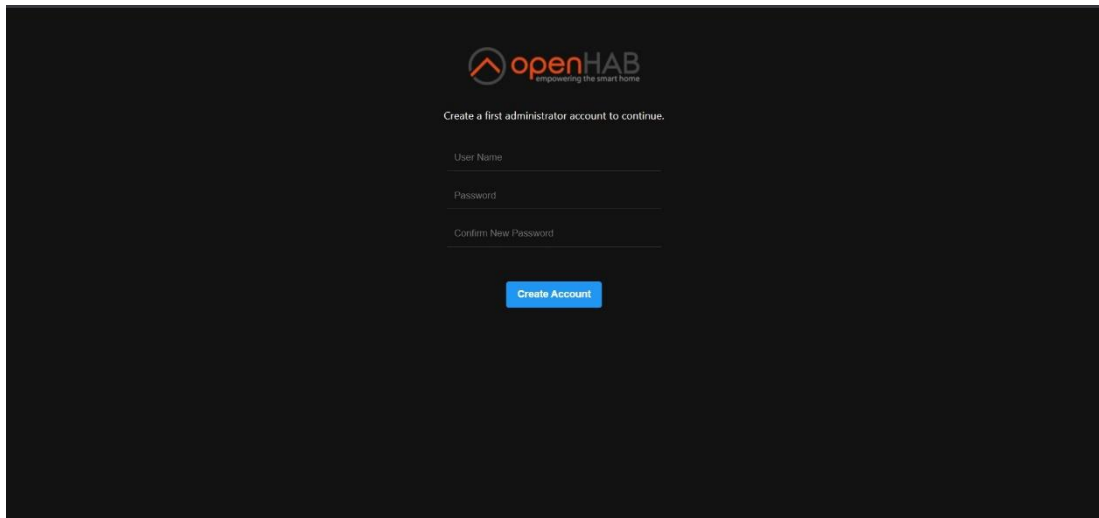 openHAB
empowering the smart home
Create a first administrator account to continue.
User Name
Password
Confirm New Password
Create Account